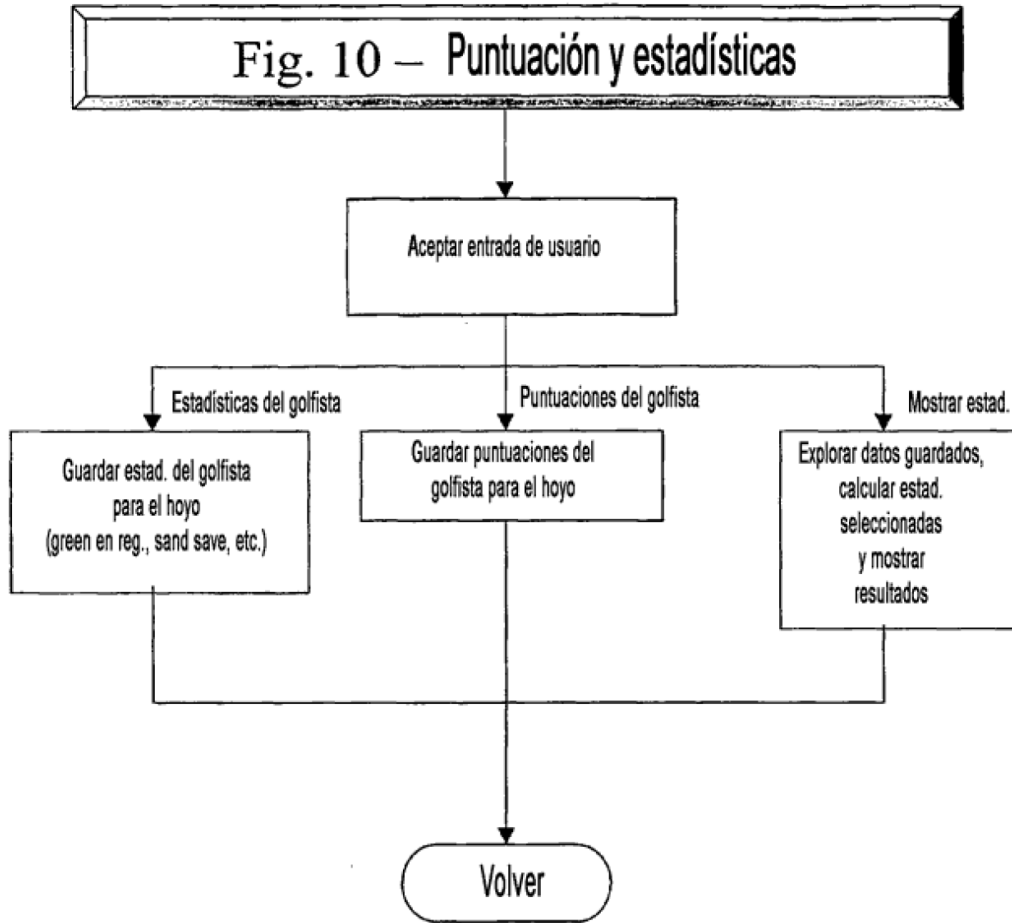 Fig. 10 – Puntuación y estadísticas
Aceptar entrada de usuario
Estadísticas del golfista
Puntuaciones del golfista
Mostrar estad.
Guardar estad. del golfista
para el hoyo
(green en reg., sand save, etc.)
Guardar puntuaciones del
golfista para el hoyo
Explorar datos guardados,
calcular estad.
seleccionadas
y mostrar
resultados
Volver